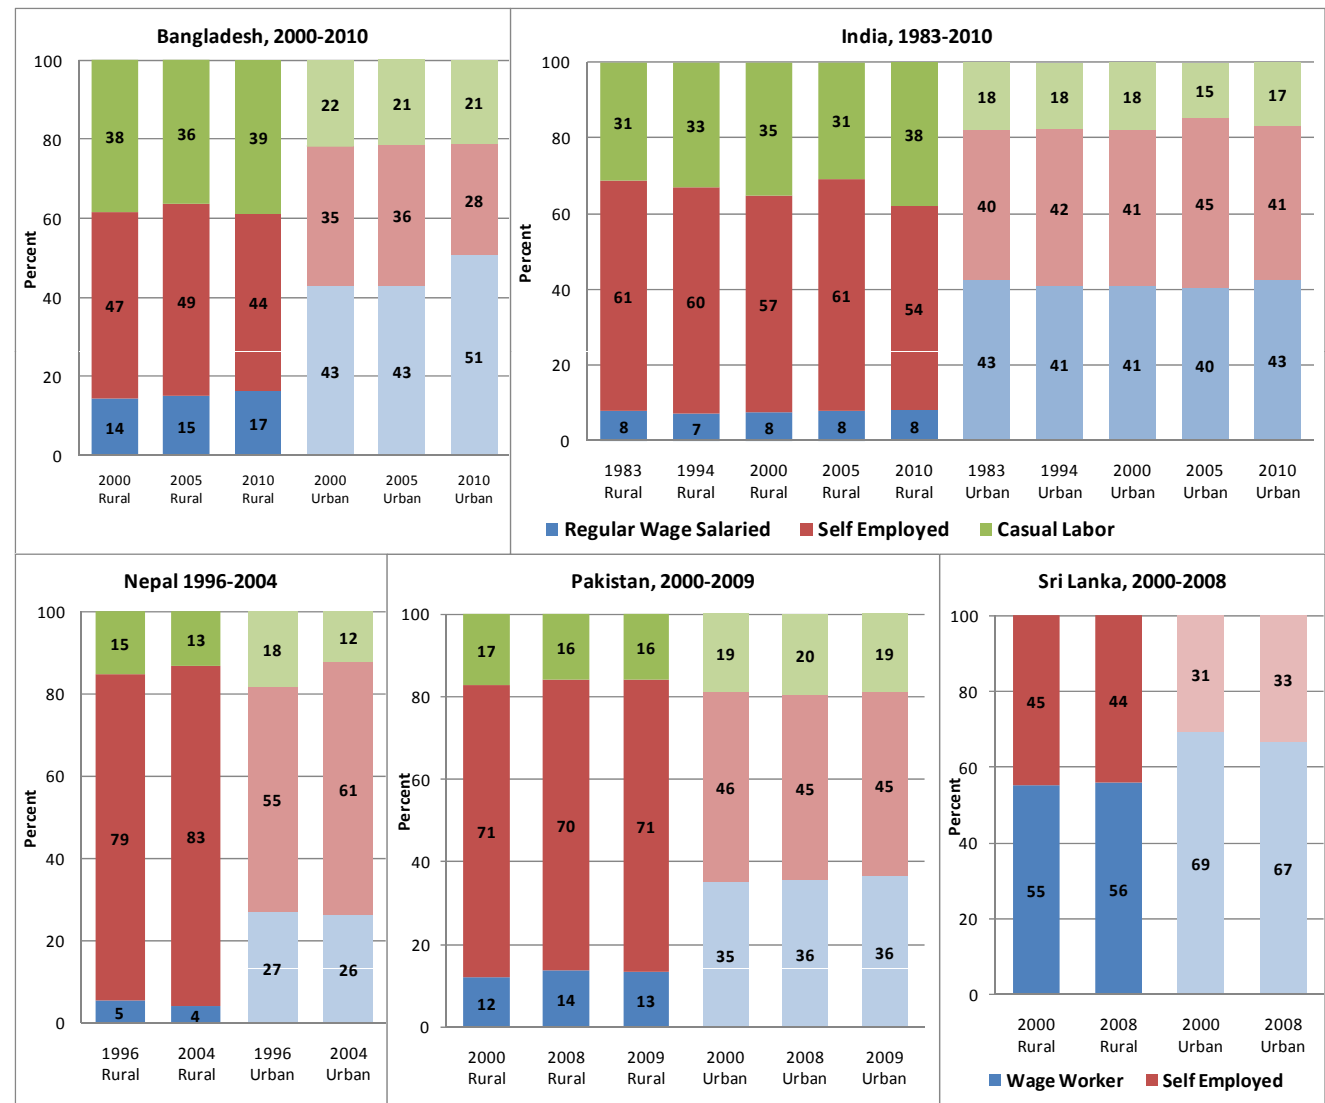 Bangladesh, 2000-2010
Percent
100
80
60
40
20
0
38 36 39 22 21 21
47 49 44 35 36 28
14 15 17 43 43 51
2000 2005 2010 2000 2005 2010
Rural Rural Rural Urban Urban Urban
India, 1983-2010
Percent
100
80
60
40
20
0
31 33 35 31 38 18 18 18 15 17
61 60 57 61 54 40 42 41 45 41
8 7 8 8 8 43 41 41 40 43
1983 1994 2000 2005 2010 1983 1994 2000 2005 2010
Rural Rural Rural Rural Rural Urban Urban Urban Urban Urban
Regular Wage Salaried Self Employed Casual Labor
Nepal 1996-2004
Percent
100
80
60
40
20
0
15 13 18 12
79 83 55 61
5 4 27 26
1996 2004 1996 2004
Rural Rural Urban Urban
Pakistan, 2000-2009
Percent
100
80
60
40
20
0
17 16 16 19 20 19
71 70 71 46 45 45
12 14 13 35 36 36
2000 2008 2009 2000 2008 2009
Rural Rural Rural Urban Urban Urban
Sri Lanka, 2000-2008
Percent
100
80
60
40
20
0
45 44 31 33
55 56 69 67
2000 2008 2000 2008
Rural Rural Urban Urban
Wage Worker Self Employed